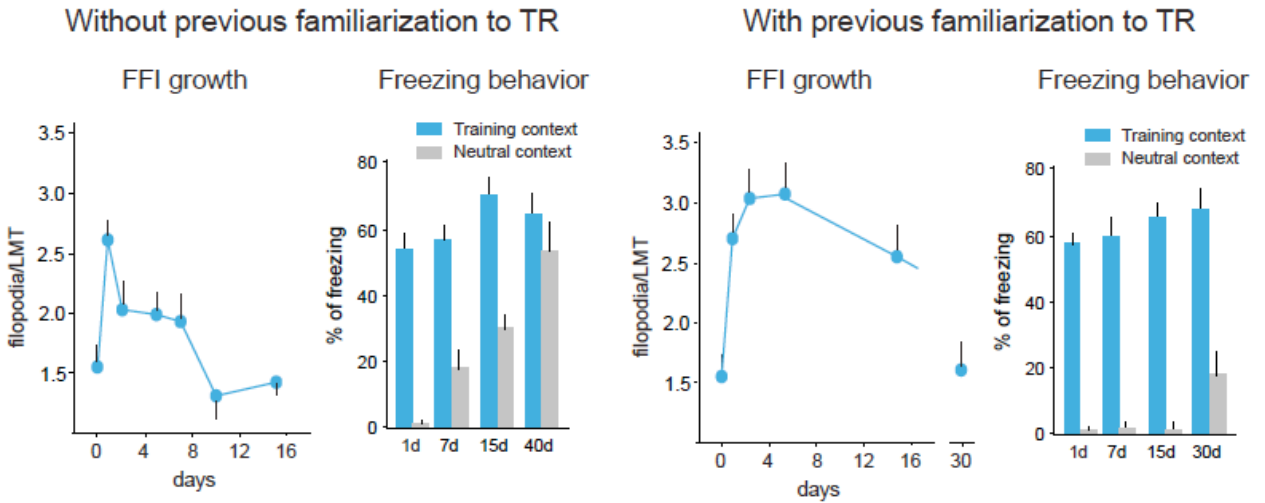 Without previous familiarization to TR
FFI growth
Freezing behavior
filopodia/LMT
3.5
3.0
2.5
2.0
1.5
0 4 8 12 16
days
Training context
Neutral context
% of freezing
80
60
40
20
0
1d 7d 15d 40d
With previous familiarization to TR
FFI growth
Freezing behavior
filopodia/LMT
3.5
3.0
2.5
2.0
1.5
0 4 8 12 16 30
days
Training context
Neutral context
% of freezing
80
60
40
20
0
1d 7d 15d 30d